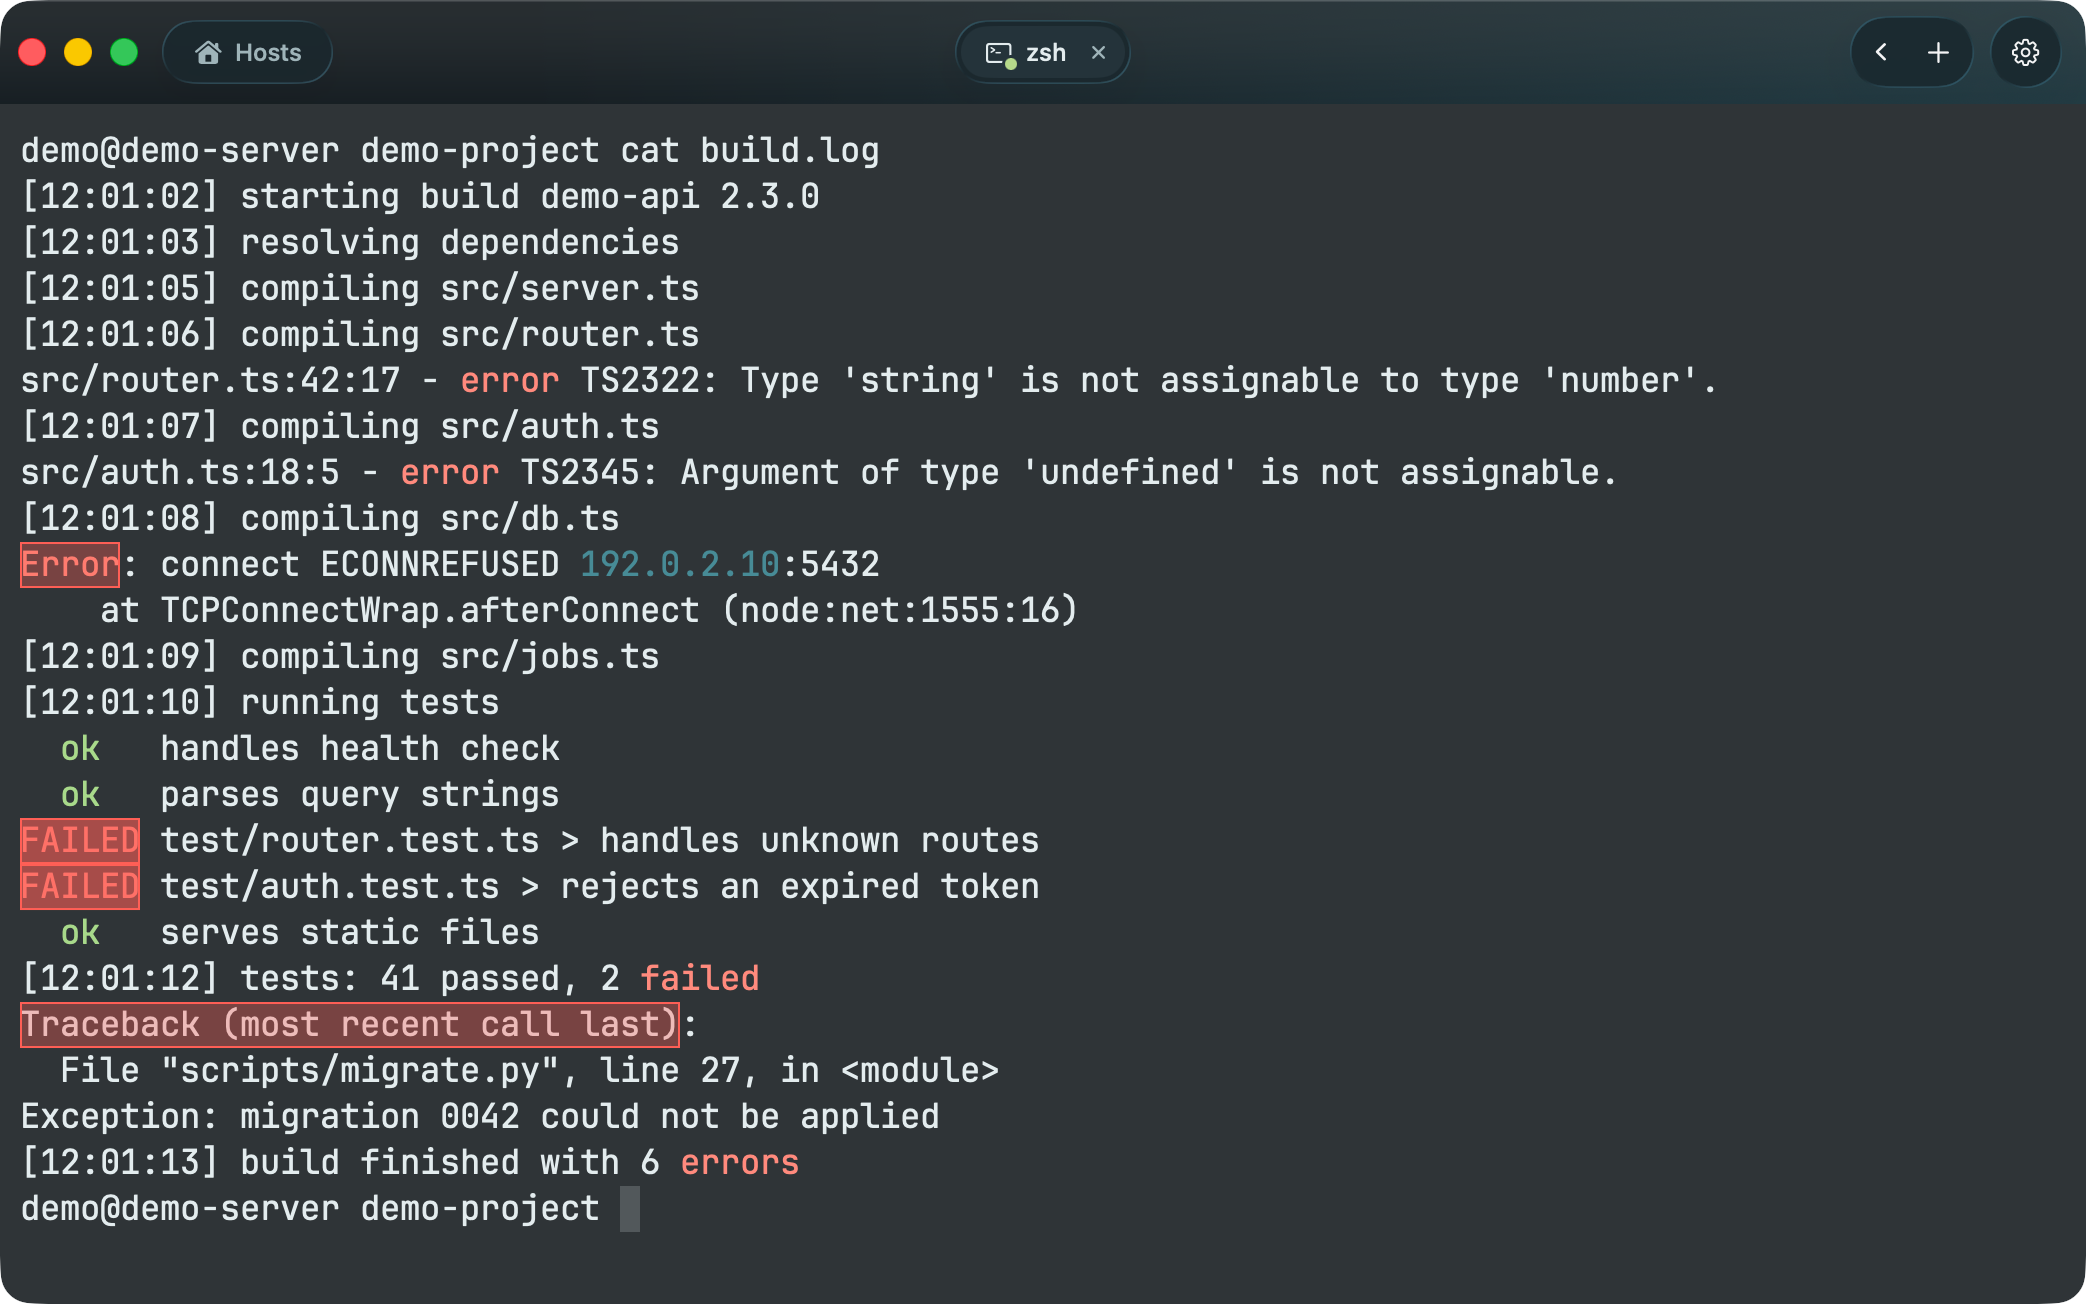 Hosts
zsh
demo@demo-server demo-project cat build.log
[12:01:02] starting build demo-api 2.3.0
[12:01:03] resolving dependencies
[12:01:05] compiling src/server.ts
[12:01:06] compiling src/router.ts
src/router.ts:42:17 - error TS2322: Type 'string' is not assignable to type 'number'.
[12:01:07] compiling src/auth.ts
src/auth.ts:18:5 - error TS2345: Argument of type 'undefined' is not assignable.
[12:01:08] compiling src/db.ts
Error: connect ECONNREFUSED 192.0.2.10:5432
    at TCPConnectWrap.afterConnect (node:net:1555:16)
[12:01:09] compiling src/jobs.ts
[12:01:10] running tests
  ok   handles health check
  ok   parses query strings
FAILED test/router.test.ts > handles unknown routes
FAILED test/auth.test.ts > rejects an expired token
  ok   serves static files
[12:01:12] tests: 41 passed, 2 failed
Traceback (most recent call last):
  File "scripts/migrate.py", line 27, in <module>
Exception: migration 0042 could not be applied
[12:01:13] build finished with 6 errors
demo@demo-server demo-project